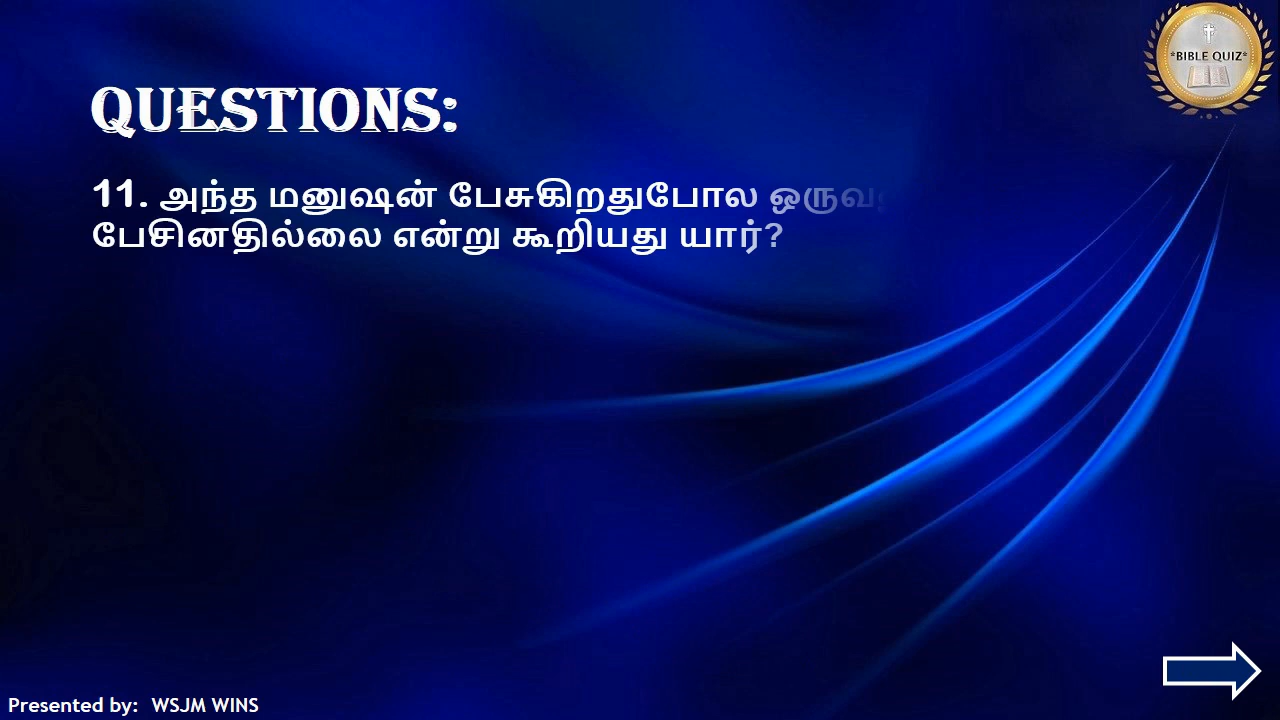 *BIBLE QUIZ*
QUESTIONS:
11. அந்த மனுஷன் பேசுகிறதுபோல
பேசினதில்லை என்று கூறியது யார்?
Presented by: WSJM WINS